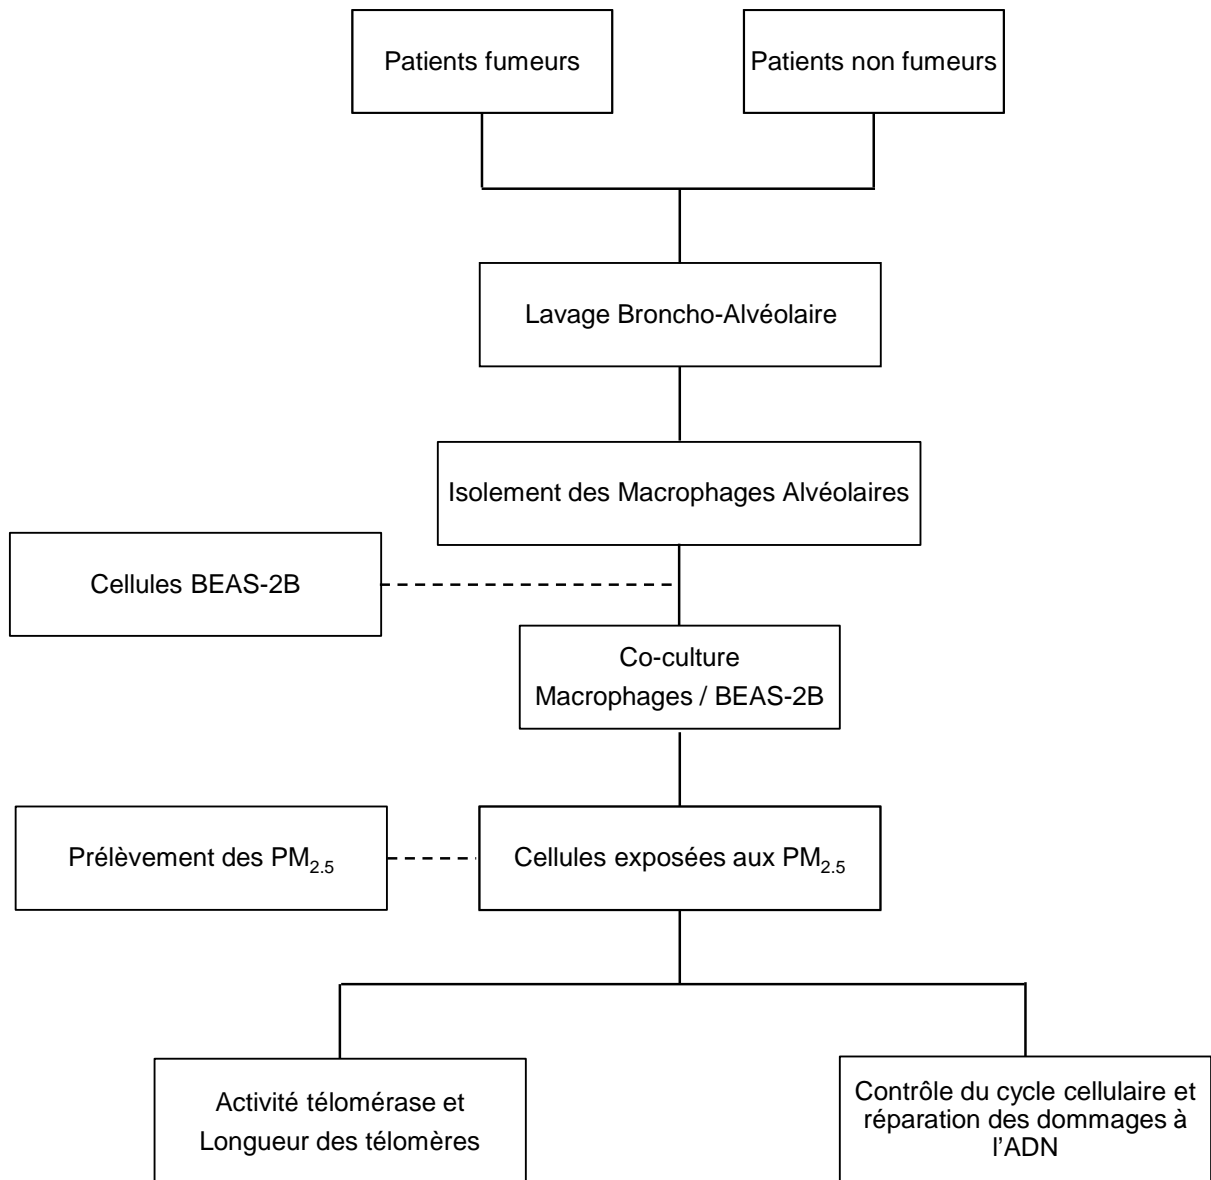 Patients fumeurs
Patients non fumeurs
Lavage Broncho-Alvéolaire
Isolement des Macrophages Alvéolaires
Cellules BEAS-2B
Co-culture
Macrophages / BEAS-2B
Prélèvement des PM2.5
Cellules exposées aux PM2.5
Activité télomérase et
Longueur des télomères
Contrôle du cycle cellulaire et
réparation des dommages à
l’ADN